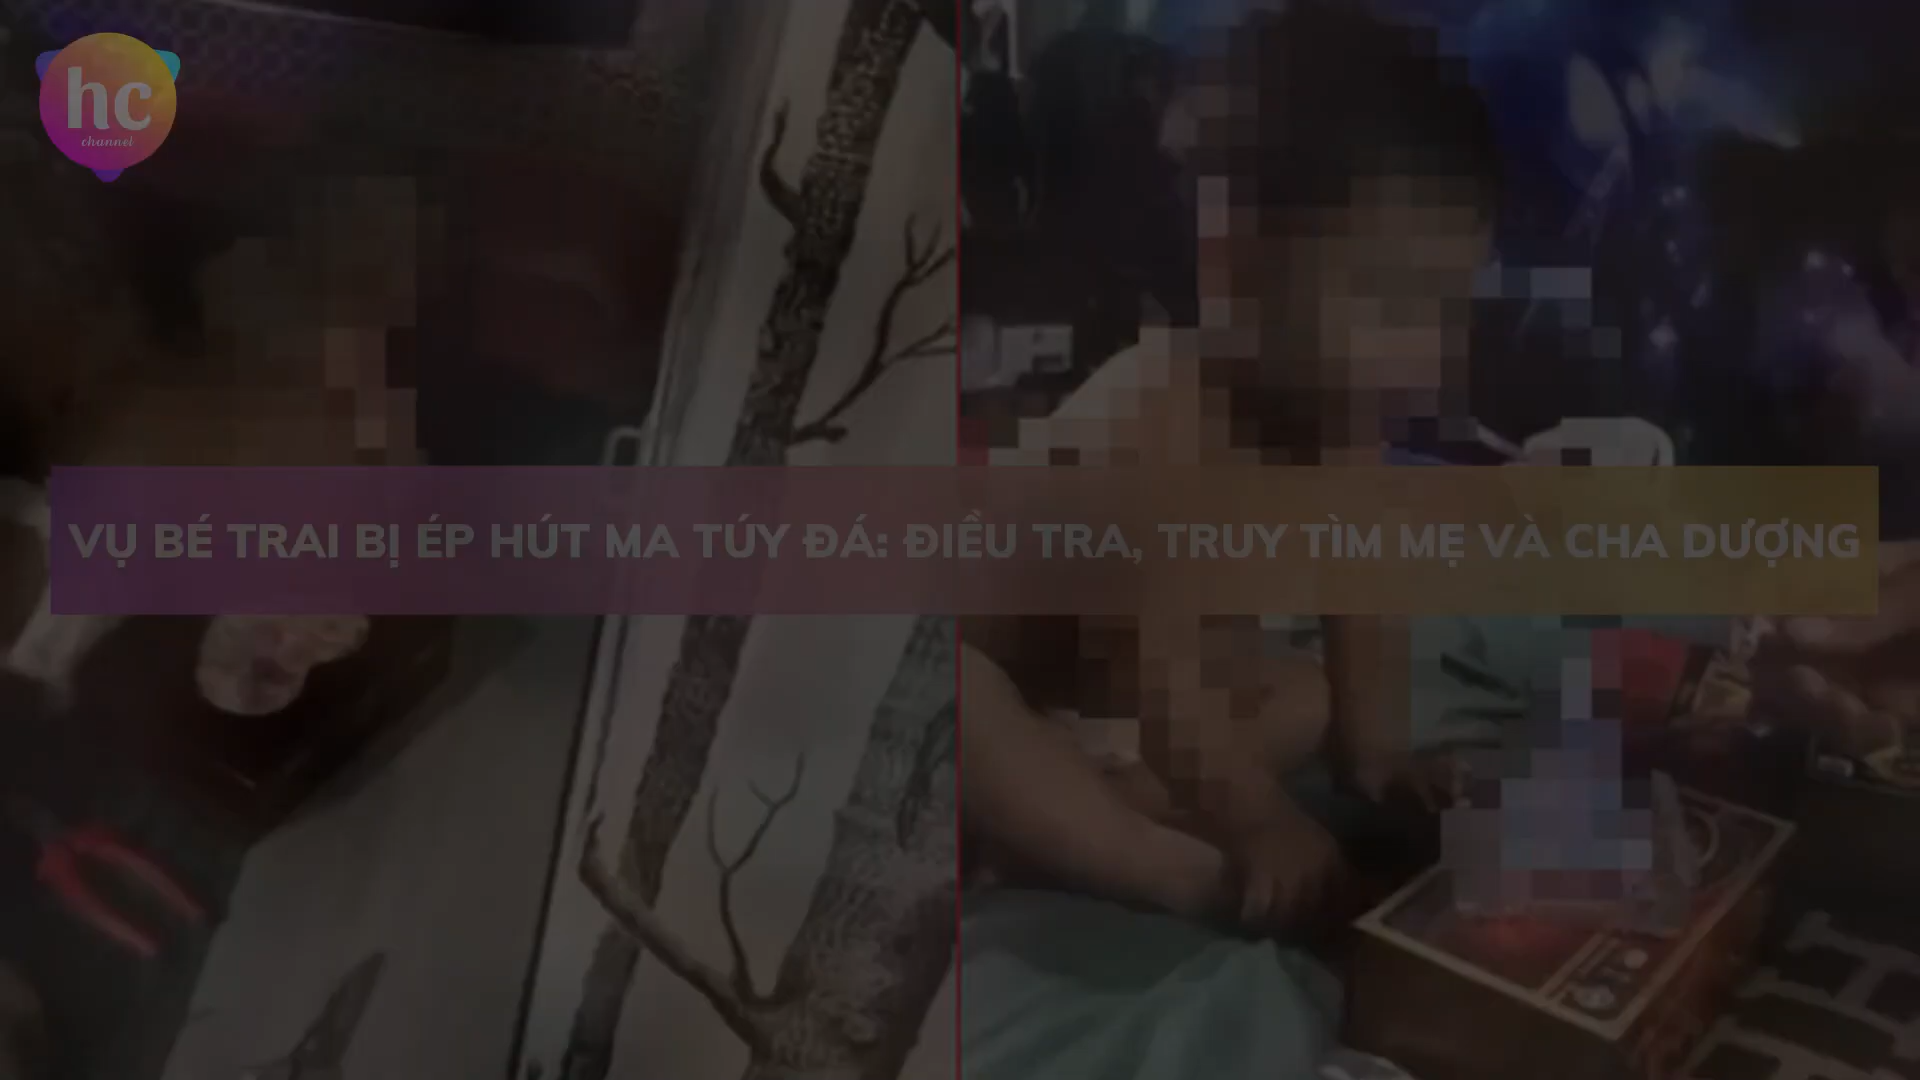 hc
channel
VỤ BÉ TRAI BỊ ÉP HÚT MA TÚY ĐÁ: ĐIỀU TRA, TRUY TÌM MẸ VÀ CHA DƯỢNG